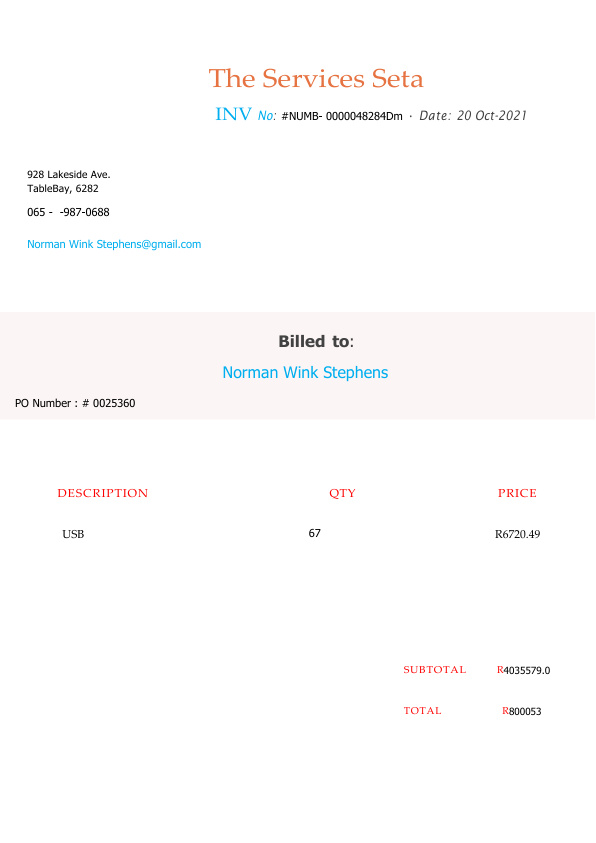 The Services Seta
INV No: #NUMB- 0000048284Dm · Date: 20 Oct-2021
928 Lakeside Ave.
TableBay, 6282
065 -  -987-0688
Norman Wink Stephens@gmail.com
Billed to:
Norman Wink Stephens
PO Number : # 0025360
DESCRIPTION QTY PRICE
USB 67 R6720.49
SUBTOTAL R4035579.0
TOTAL R800053